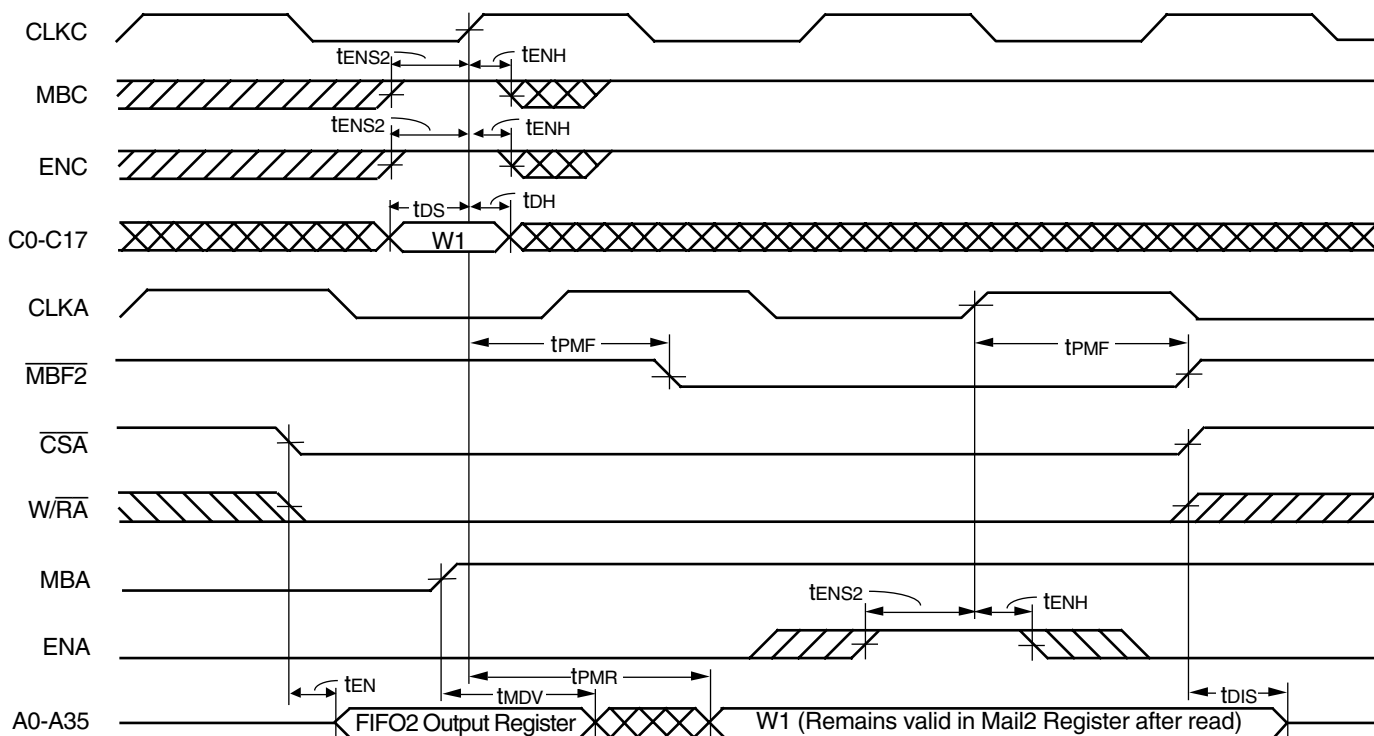 CLKC
tENS2 tENH
MBC
tENS2 tENH
ENC
tDS tDH
C0-C17 W1
CLKA
tPMF tPMF
MBF2
CSA
W/RA
MBA
tENS2 tENH
ENA
tEN tMDV tPMR tDIS
A0-A35 FIFO2 Output Register W1 (Remains valid in Mail2 Register after read)